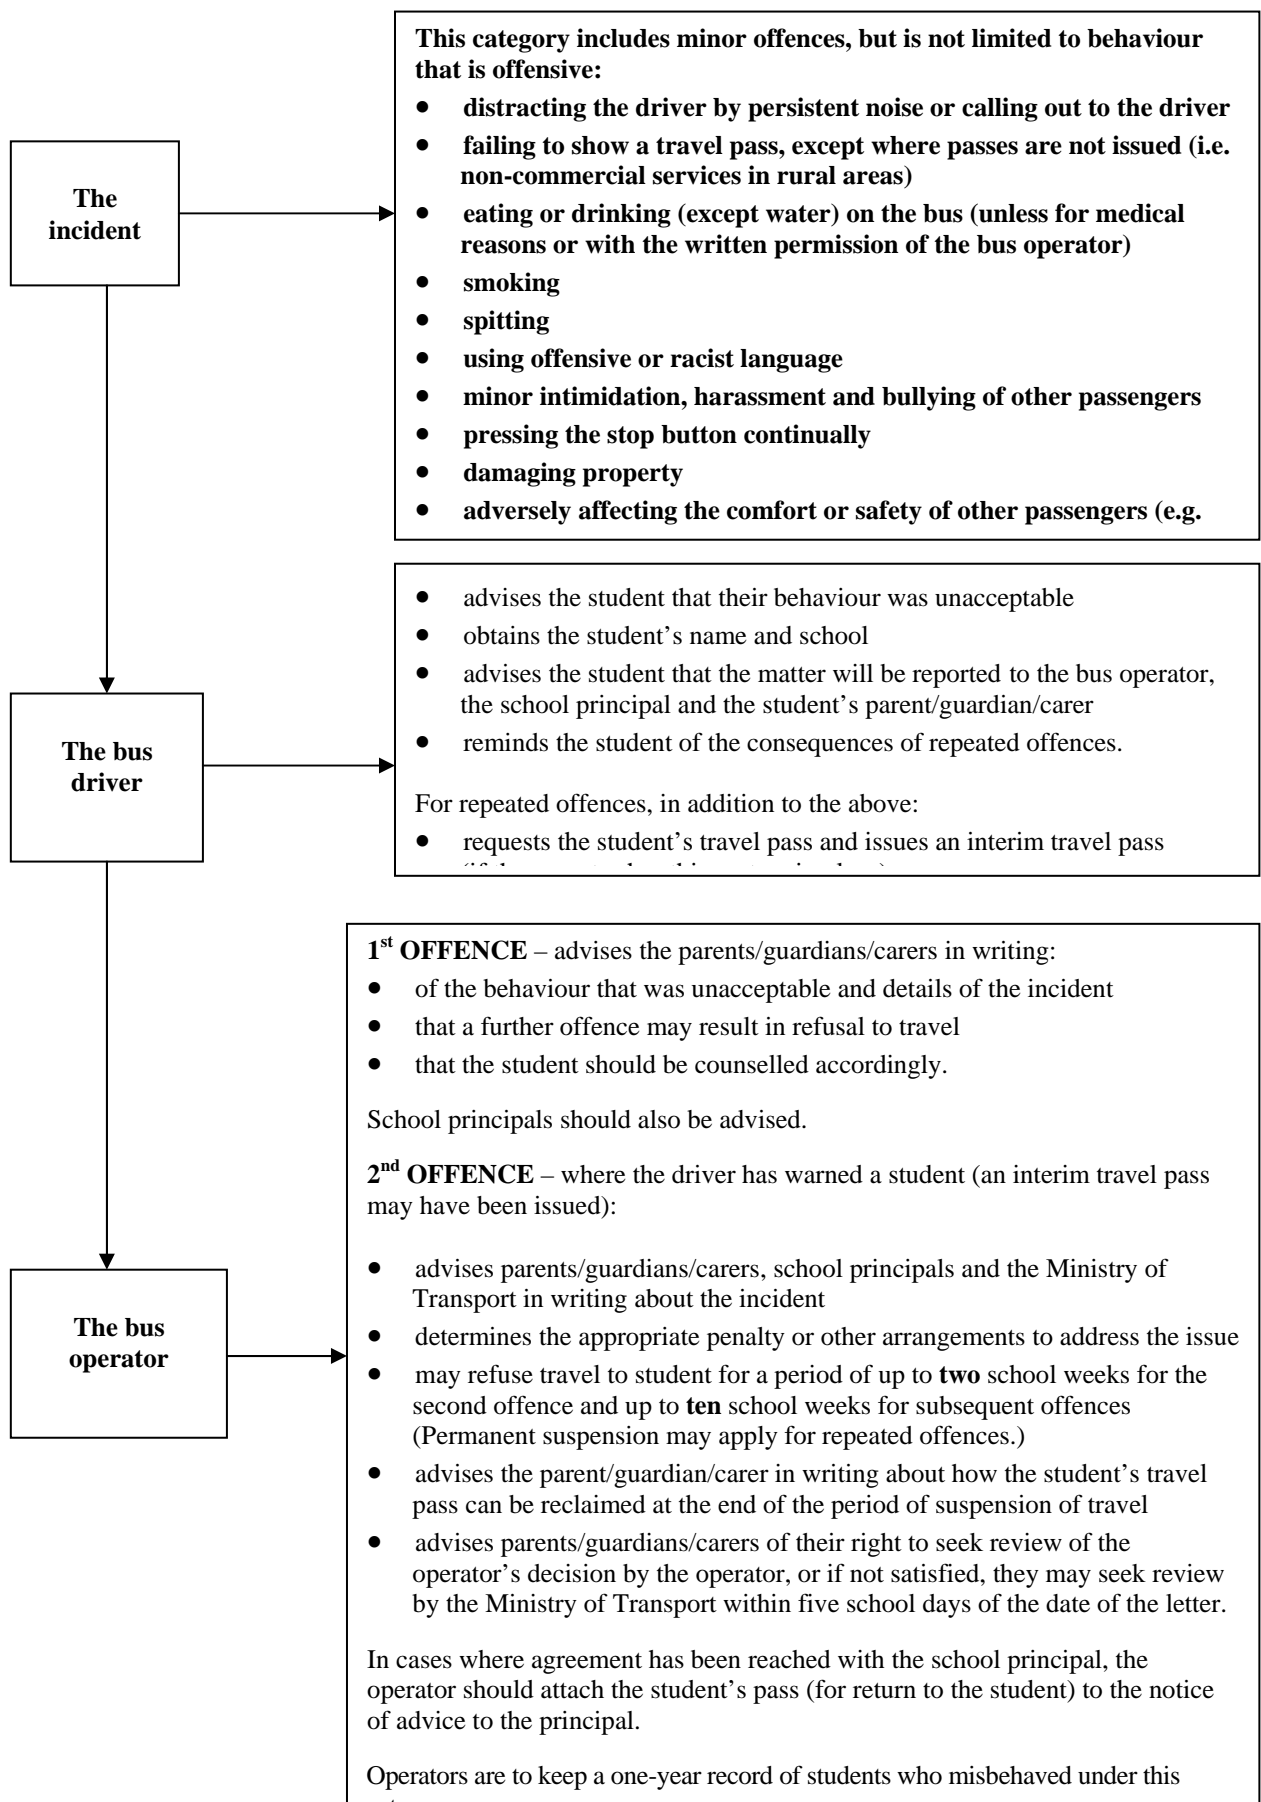 This category includes minor offences, but is not limited to behaviour
that is offensive:
• distracting the driver by persistent noise or calling out to the driver
• failing to show a travel pass, except where passes are not issued (i.e.
non-commercial services in rural areas)
• eating or drinking (except water) on the bus (unless for medical
reasons or with the written permission of the bus operator)
• smoking
• spitting
• using offensive or racist language
• minor intimidation, harassment and bullying of other passengers
• pressing the stop button continually
• damaging property
• adversely affecting the comfort or safety of other passengers (e.g.
The
incident
• advises the student that their behaviour was unacceptable
• obtains the student’s name and school
• advises the student that the matter will be reported to the bus operator,
the school principal and the student’s parent/guardian/carer
• reminds the student of the consequences of repeated offences.
For repeated offences, in addition to the above:
• requests the student’s travel pass and issues an interim travel pass
The bus
driver
1st OFFENCE – advises the parents/guardians/carers in writing:
• of the behaviour that was unacceptable and details of the incident
• that a further offence may result in refusal to travel
• that the student should be counselled accordingly.
School principals should also be advised.
2nd OFFENCE – where the driver has warned a student (an interim travel pass
may have been issued):
• advises parents/guardians/carers, school principals and the Ministry of
Transport in writing about the incident
• determines the appropriate penalty or other arrangements to address the issue
• may refuse travel to student for a period of up to two school weeks for the
second offence and up to ten school weeks for subsequent offences
(Permanent suspension may apply for repeated offences.)
• advises the parent/guardian/carer in writing about how the student’s travel
pass can be reclaimed at the end of the period of suspension of travel
• advises parents/guardians/carers of their right to seek review of the
operator’s decision by the operator, or if not satisfied, they may seek review
by the Ministry of Transport within five school days of the date of the letter.
In cases where agreement has been reached with the school principal, the
operator should attach the student’s pass (for return to the student) to the notice
of advice to the principal.
Operators are to keep a one-year record of students who misbehaved under this
The bus
operator